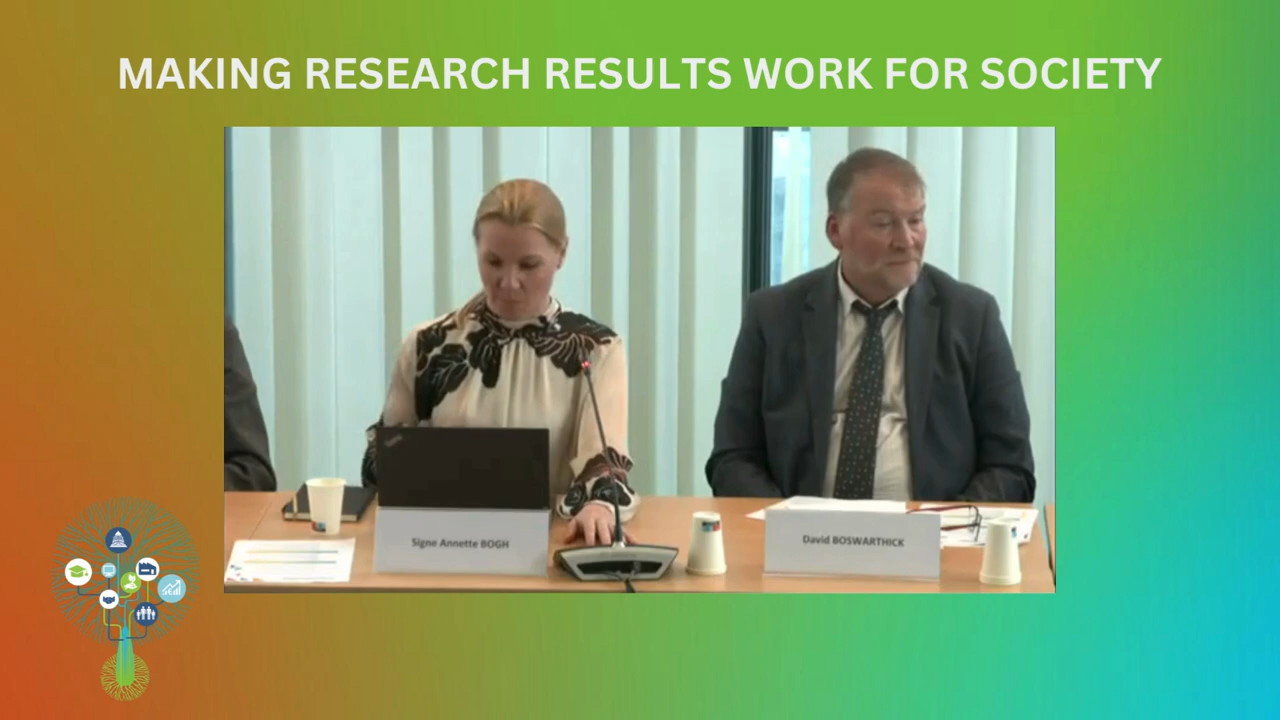 MAKING RESEARCH RESULTS WORK FOR SOCIETY
Signe Annette BOGH
David BOSWARTHICK